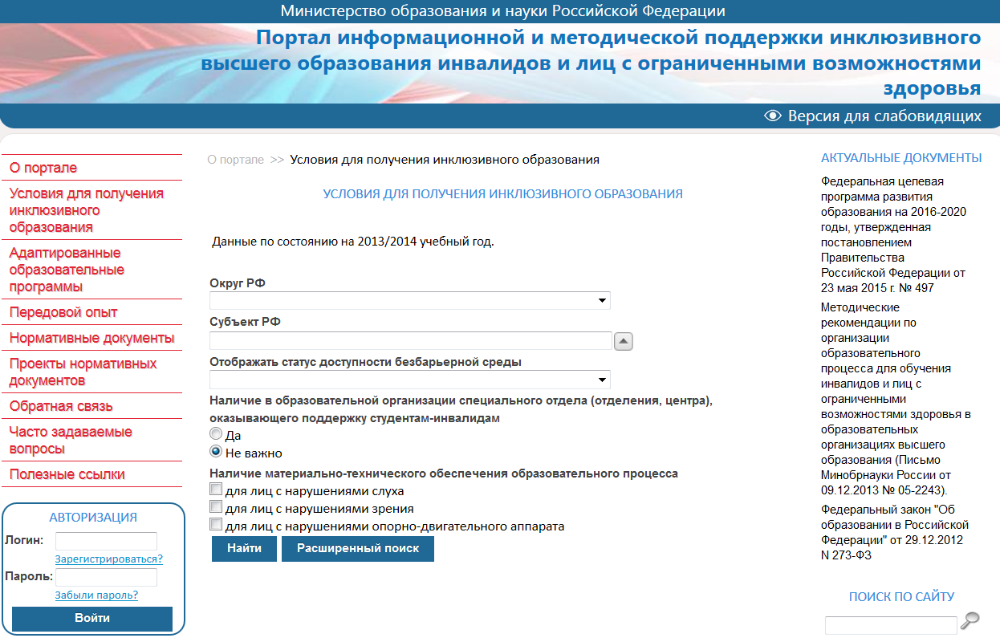 Министерство образования и науки Российской Федерации
Портал информационной и методической поддержки инклюзивного
высшего образования инвалидов и лиц с ограниченными возможностями
здоровья
Версия для слабовидящих
О портале
Условия для получения
инклюзивного
образования
Адаптированные
образовательные
программы
Передовой опыт
Нормативные документы
Проекты нормативных
документов
Обратная связь
Часто задаваемые
вопросы
Полезные ссылки
АВТОРИЗАЦИЯ
Логин:
Зарегистрироваться?
Пароль:
Забыли пароль?
Войти
О портале >> Условия для получения инклюзивного образования
УСЛОВИЯ ДЛЯ ПОЛУЧЕНИЯ ИНКЛЮЗИВНОГО ОБРАЗОВАНИЯ
Данные по состоянию на 2013/2014 учебный год.
Округ РФ
Субъект РФ
Отображать статус доступности безбарьерной среды
Наличие в образовательной организации специального отдела (отделения, центра),
оказывающего поддержку студентам-инвалидам
Да
Не важно
Наличие материально-технического обеспечения образовательного процесса
для лиц с нарушениями слуха
для лиц с нарушениями зрения
для лиц с нарушениями опорно-двигательного аппарата
Найти Расширенный поиск
АКТУАЛЬНЫЕ ДОКУМЕНТЫ
Федеральная целевая
программа развития
образования на 2016-2020
годы, утвержденная
постановлением
Правительства
Российской Федерации от
23 мая 2015 г. № 497
Методические
рекомендации по
организации
образовательного
процесса для обучения
инвалидов и лиц с
ограниченными
возможностями здоровья в
образовательных
организациях высшего
образования (Письмо
Минобрнауки России от
09.12.2013 № 05-2243).
Федеральный закон "Об
образовании в Российской
Федерации" от 29.12.2012
N 273-ФЗ
ПОИСК ПО САЙТУ